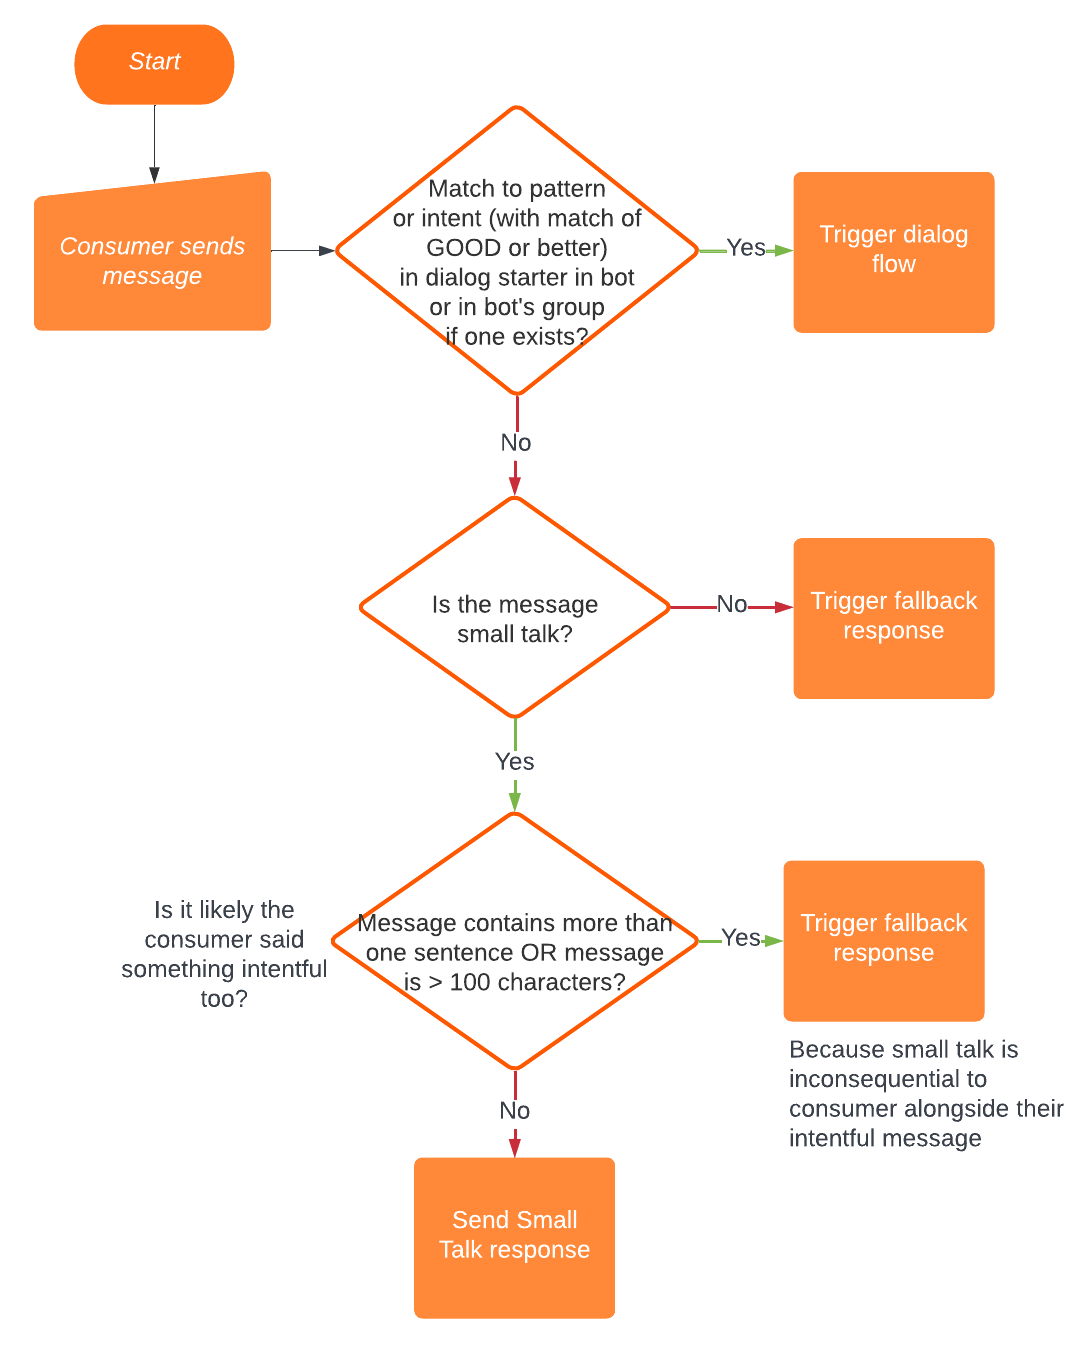 Start
Consumer sends
message
Match to pattern
or intent (with match of
GOOD or better)
in dialog starter in bot
or in bot's group
if one exists?
Yes
Trigger dialog
flow
No
Is the message
small talk?
No
Trigger fallback
response
Yes
Is it likely the
consumer said
something intentful
too?
Message contains more than
one sentence OR message
is > 100 characters?
Yes
Trigger fallback
response
Because small talk is
inconsequential to
consumer alongside their
intentful message
No
Send Small
Talk response